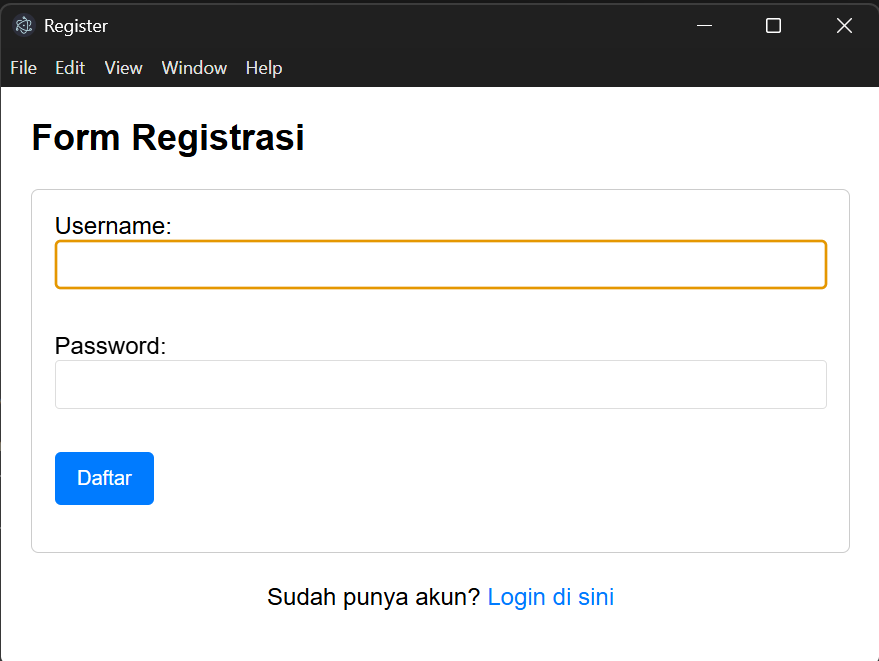 Register
File Edit View Window Help
Form Registrasi
Username:
Password:
Daftar
Sudah punya akun? Login di sini